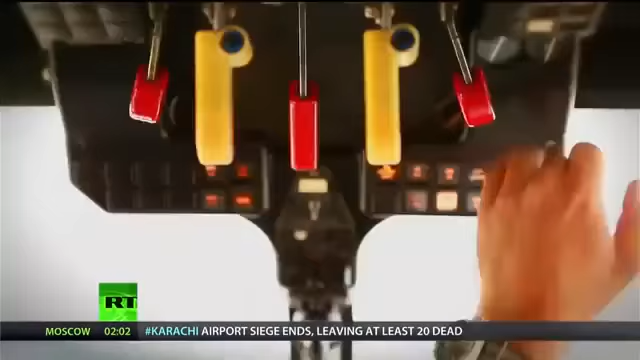 RT
MOSCOW 02:02 #KARACHI AIRPORT SIEGE ENDS, LEAVING AT LEAST 20 DEAD